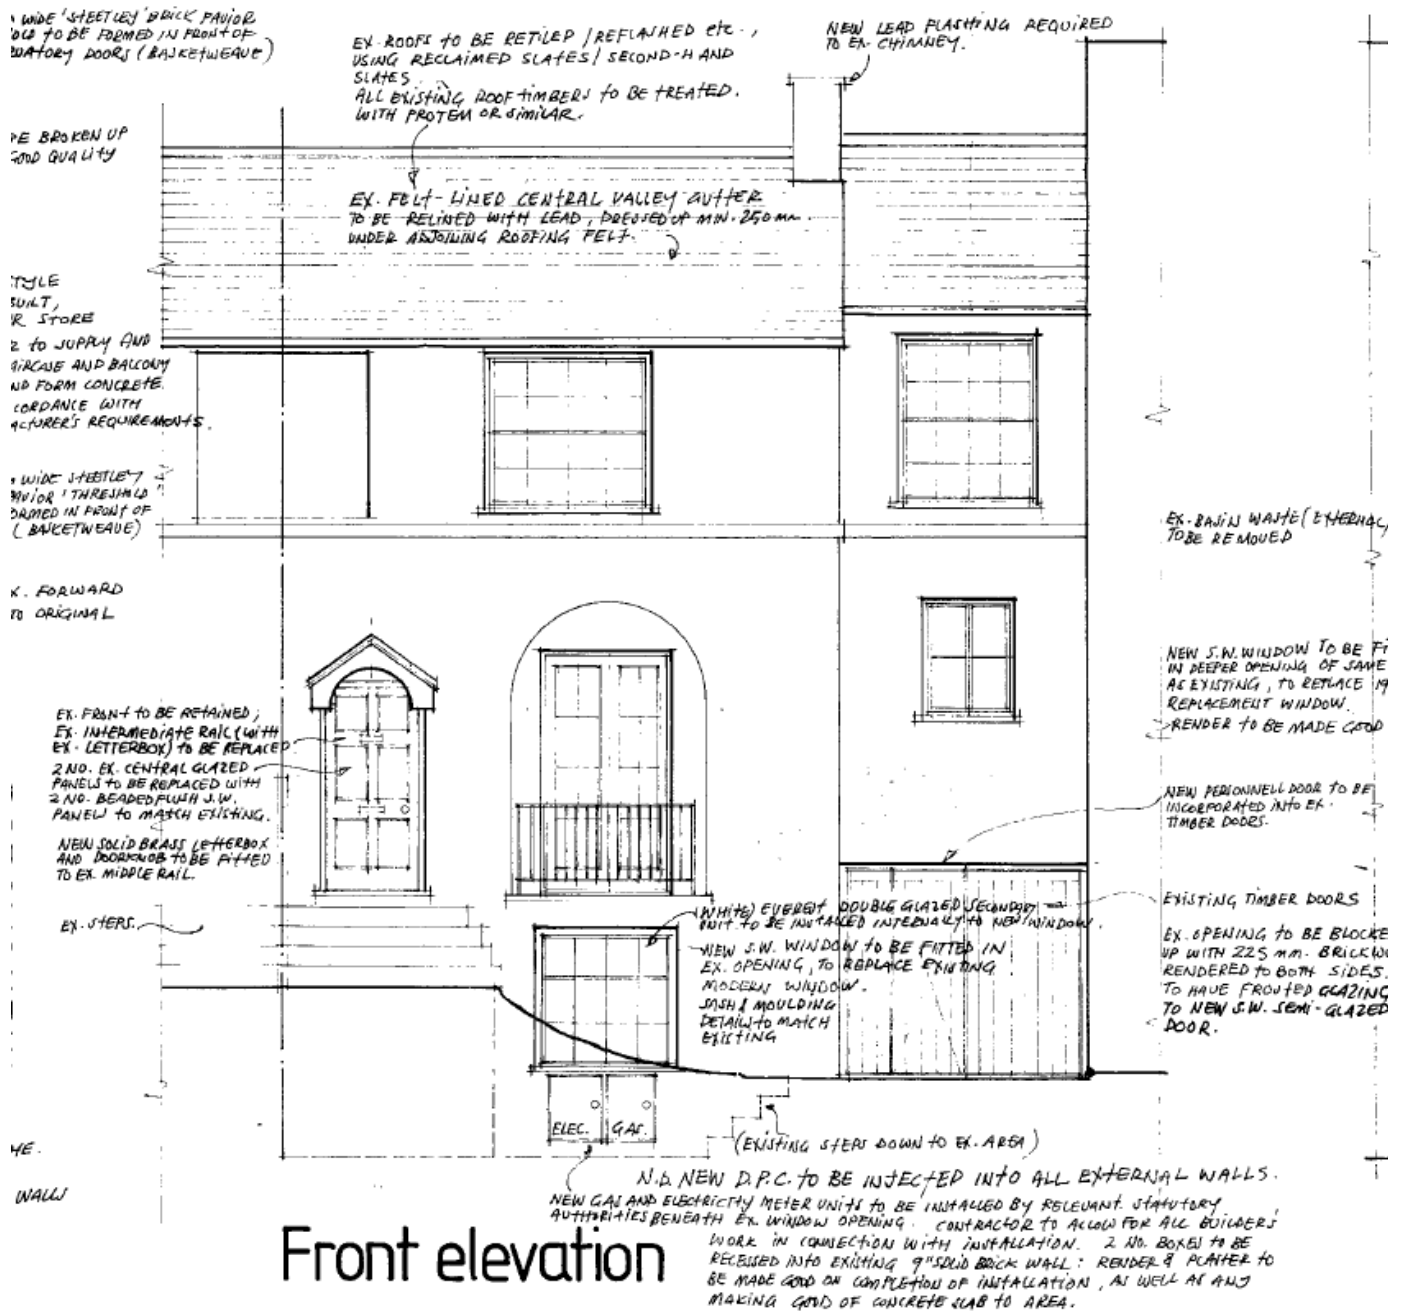 WIDE 'STEETLEY' BRICK PAVIOR
TO BE FORMED IN FRONT OF
DOORS (BASKETWEAVE)
EX. ROOFS TO BE RETILED / REFLASHED etc.,
USING RECLAIMED SLATES / SECOND-HAND
SLATES
ALL EXISTING ROOF TIMBERS TO BE TREATED.
WITH PROTEM OR SIMILAR.
NEW LEAD FLASHING REQUIRED
TO EX. CHIMNEY.
BROKEN UP
GOOD QUALITY
EX. FELT-LINED CENTRAL VALLEY GUTTER
TO BE RELINED WITH LEAD, DRESSED UP MIN. 250 mm.
UNDER ADJOINING ROOFING FELT.
STORE
TO SUPPLY AND
AND BALCONY
FORM CONCRETE.
WITH
REQUIREMENTS.
WIDE STEETLEY
PAVIOR' THRESHOLD
IN FRONT OF
(BASKETWEAVE)
EX. FORWARD
TO ORIGINAL
EX. BASIN WASTE (EXTERNAL)
TO BE REMOVED
NEW S.W. WINDOW TO BE
IN DEEPER OPENING OF SAME
AS EXISTING, TO REPLACE
REPLACEMENT WINDOW.
RENDER TO BE MADE GOOD
EX. FRONT TO BE RETAINED;
EX. INTERMEDIATE RAIL (WITH
EX. LETTERBOX) TO BE REPLACED
2 NO. EX. CENTRAL GLAZED
PANELS TO BE REPLACED WITH
2 NO. BEADED FLUSH S.W.
PANELS TO MATCH EXISTING.
NEW SOLID BRASS LETTERBOX
AND DOORKNOB TO BE FITTED
TO EX. MIDDLE RAIL.
EX. STEPS.
NEW PERSONNELL DOOR TO BE
INCORPORATED INTO EX.
TIMBER DOORS.
EXISTING TIMBER DOORS
EX. OPENING TO BE BLOCKED
UP WITH 225 mm. BRICKW
RENDERED TO BOTH SIDES.
TO HAVE FROSTED GLAZING
TO NEW S.W. SEMI-GLAZED
DOOR.
(WHITE) EVEREST DOUBLE GLAZED SECONDARY
UNIT TO BE INSTALLED INTERNALLY TO NEW WINDOW.
NEW S.W. WINDOW TO BE FITTED IN
EX. OPENING, TO REPLACE EXISTING
MODERN WINDOW.
SASH & MOULDING
DETAILS TO MATCH
EXISTING
ELEC. GAS.
(EXISTING STEPS DOWN TO EX. AREA)
WALLS
N.B. NEW D.P.C. TO BE INJECTED INTO ALL EXTERNAL WALLS.
NEW GAS AND ELECTRICITY METER UNITS TO BE INSTALLED BY RELEVANT STATUTORY
AUTHORITIES BENEATH EX. WINDOW OPENING. CONTRACTOR TO ALLOW FOR ALL BUILDERS
WORK IN CONNECTION WITH INSTALLATION. 2 NO. BOXES TO BE
RECESSED INTO EXISTING 9" SOLID BRICK WALL: RENDER & PLASTER TO
BE MADE GOOD ON COMPLETION OF INSTALLATION, AS WELL AS ANY
MAKING GOOD OF CONCRETE SLAB TO AREA.
Front elevation